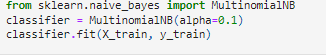 from sklearn.naive_bayes import MultinomialNB
classifier = MultinomialNB(alpha=0.1)
classifier.fit(X_train, y_train)